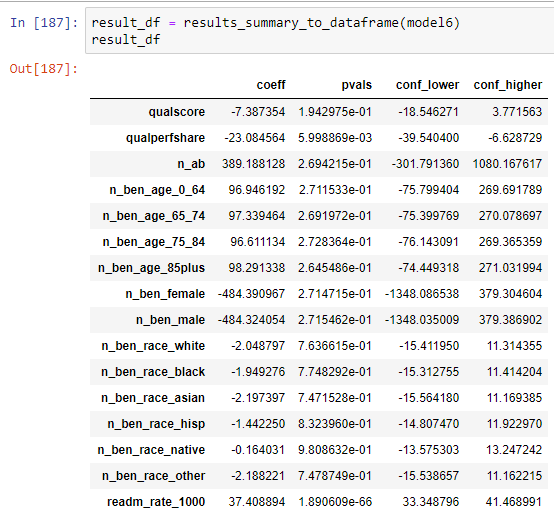 In [187]: result_df = results_summary_to_dataframe(model6)
result_df
Out[187]:
coeff pvals conf_lower conf_higher
qualscore -7.387354 1.942975e-01 -18.546271 3.771563
qualperfshare -23.084564 5.998869e-03 -39.540400 -6.628729
n_ab 389.188128 2.694215e-01 -301.791360 1080.167617
n_ben_age_0_64 96.946192 2.711533e-01 -75.799404 269.691789
n_ben_age_65_74 97.339464 2.691972e-01 -75.399769 270.078697
n_ben_age_75_84 96.611134 2.728364e-01 -76.143091 269.365359
n_ben_age_85plus 98.291338 2.645486e-01 -74.449318 271.031994
n_ben_female -484.390967 2.714715e-01 -1348.086538 379.304604
n_ben_male -484.324054 2.715462e-01 -1348.035009 379.386902
n_ben_race_white -2.048797 7.636615e-01 -15.411950 11.314355
n_ben_race_black -1.949276 7.748292e-01 -15.312755 11.414204
n_ben_race_asian -2.197397 7.471528e-01 -15.564180 11.169385
n_ben_race_hisp -1.442250 8.323960e-01 -14.807470 11.922970
n_ben_race_native -0.164031 9.808632e-01 -13.575303 13.247242
n_ben_race_other -2.188221 7.478749e-01 -15.538657 11.162215
readm_rate_1000 37.408894 1.890609e-66 33.348796 41.468991